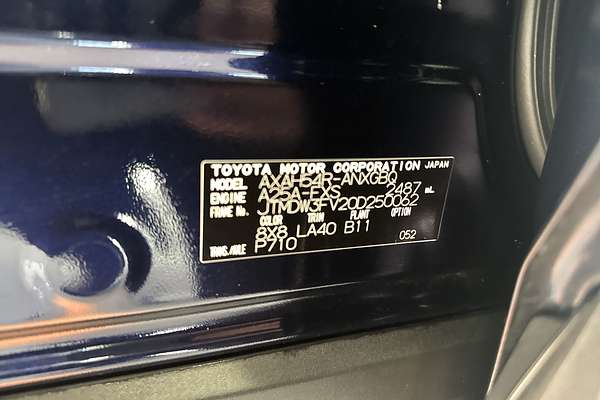 TOYOTA MOTOR CORPORATION JAPAN
MODEL AXAH54R-ANXGBQ
ENGINE A25A-FXS 2487 mL
FRAME No. JTMDW3FV20D250062
COLOR TRIM PLANT OPTION
8X8 LA40 B11
TRANS./AXLE P710 052